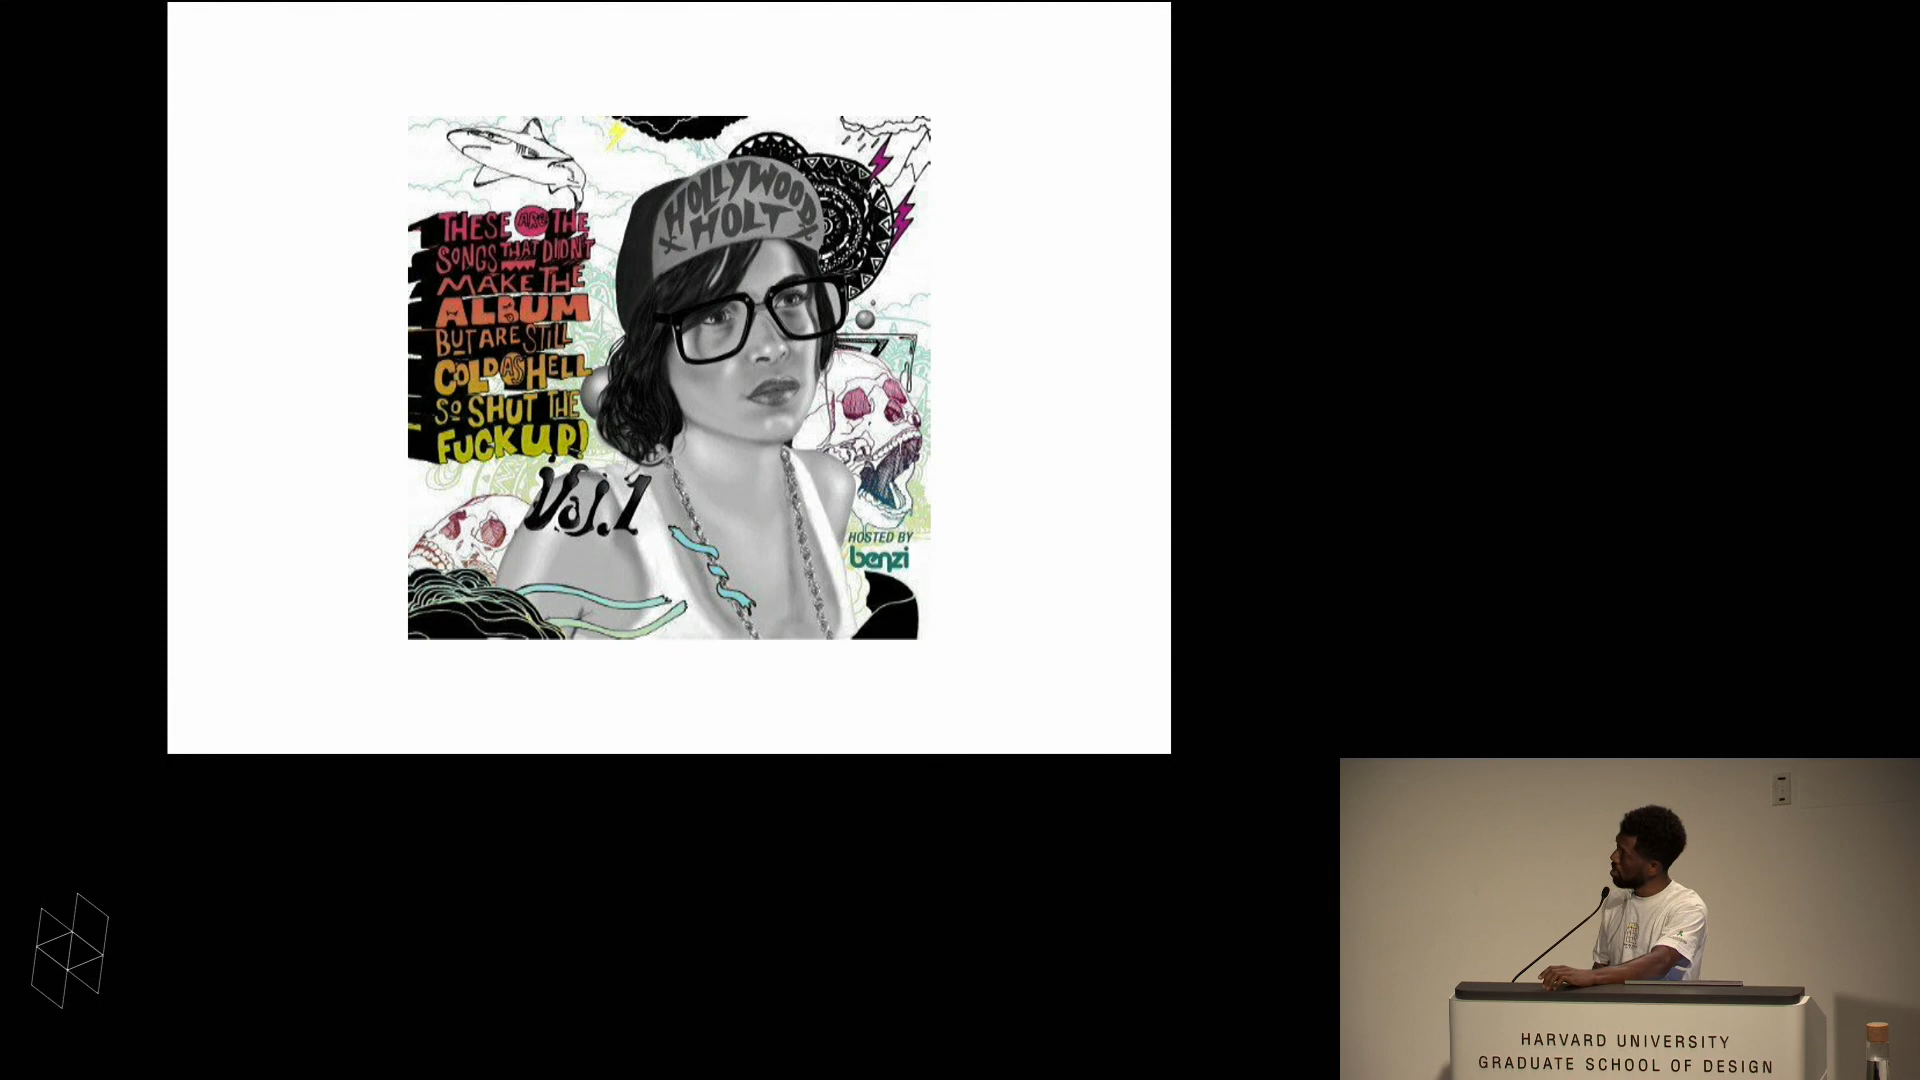 HOLLYWOOD
HOLT
THESE ARE THE
SONGS THAT DIDN'T
MAKE THE
ALBUM
BUT ARE STILL
COLD AS HELL
SO SHUT THE
FUCK UP!
Vol.1
HOSTED BY
benzi
HARVARD UNIVERSITY
GRADUATE SCHOOL OF DESIGN